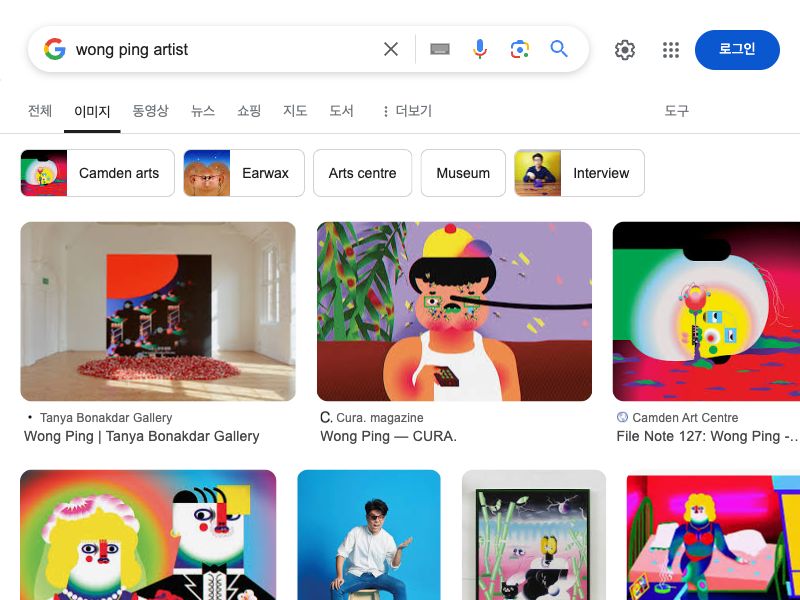 wong ping artist
로그인
전체 이미지 동영상 뉴스 쇼핑 지도 도서 더보기 도구
Camden arts Earwax Arts centre Museum Interview
Tanya Bonakdar Gallery
Wong Ping | Tanya Bonakdar Gallery
C. Cura. magazine
Wong Ping — CURA.
Camden Art Centre
File Note 127: Wong Ping -...